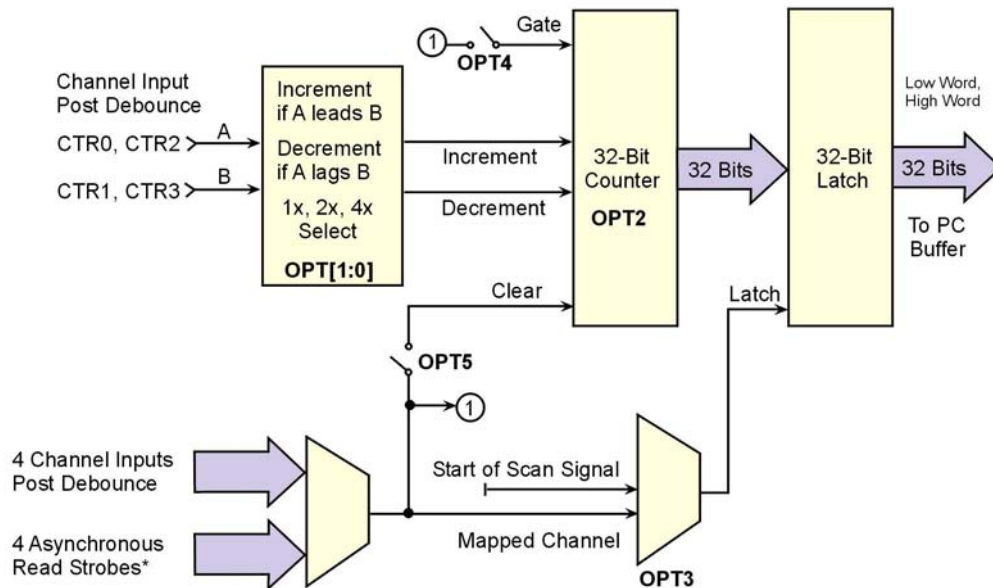 1
Gate
OPT4
Channel Input
Post Debounce
CTR0, CTR2
A
CTR1, CTR3
B
Increment
if A leads B
Decrement
if A lags B
1x, 2x, 4x
Select
OPT[1:0]
Increment
Decrement
32-Bit
Counter
OPT2
32 Bits
32-Bit
Latch
Low Word,
High Word
32 Bits
To PC
Buffer
Clear
Latch
OPT5
1
4 Channel Inputs
Post Debounce
4 Asynchronous
Read Strobes*
Start of Scan Signal
Mapped Channel
OPT3